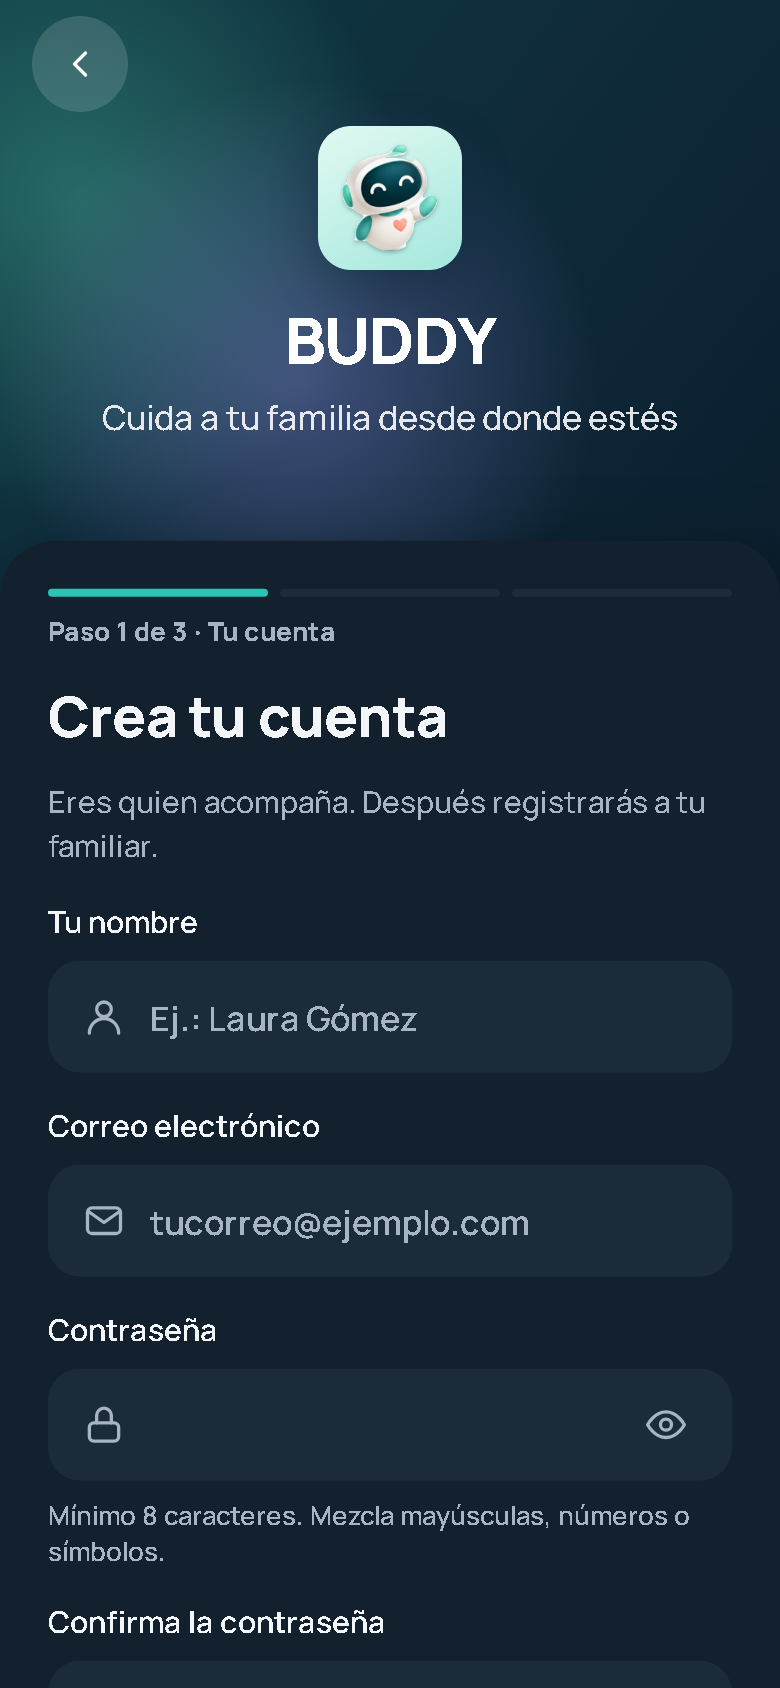 BUDDY
Cuida a tu familia desde donde estés
Paso 1 de 3 · Tu cuenta
Crea tu cuenta
Eres quien acompaña. Después registrarás a tu
familiar.
Tu nombre
Ej.: Laura Gómez
Correo electrónico
tucorreo@ejemplo.com
Contraseña
Mínimo 8 caracteres. Mezcla mayúsculas, números o
símbolos.
Confirma la contraseña